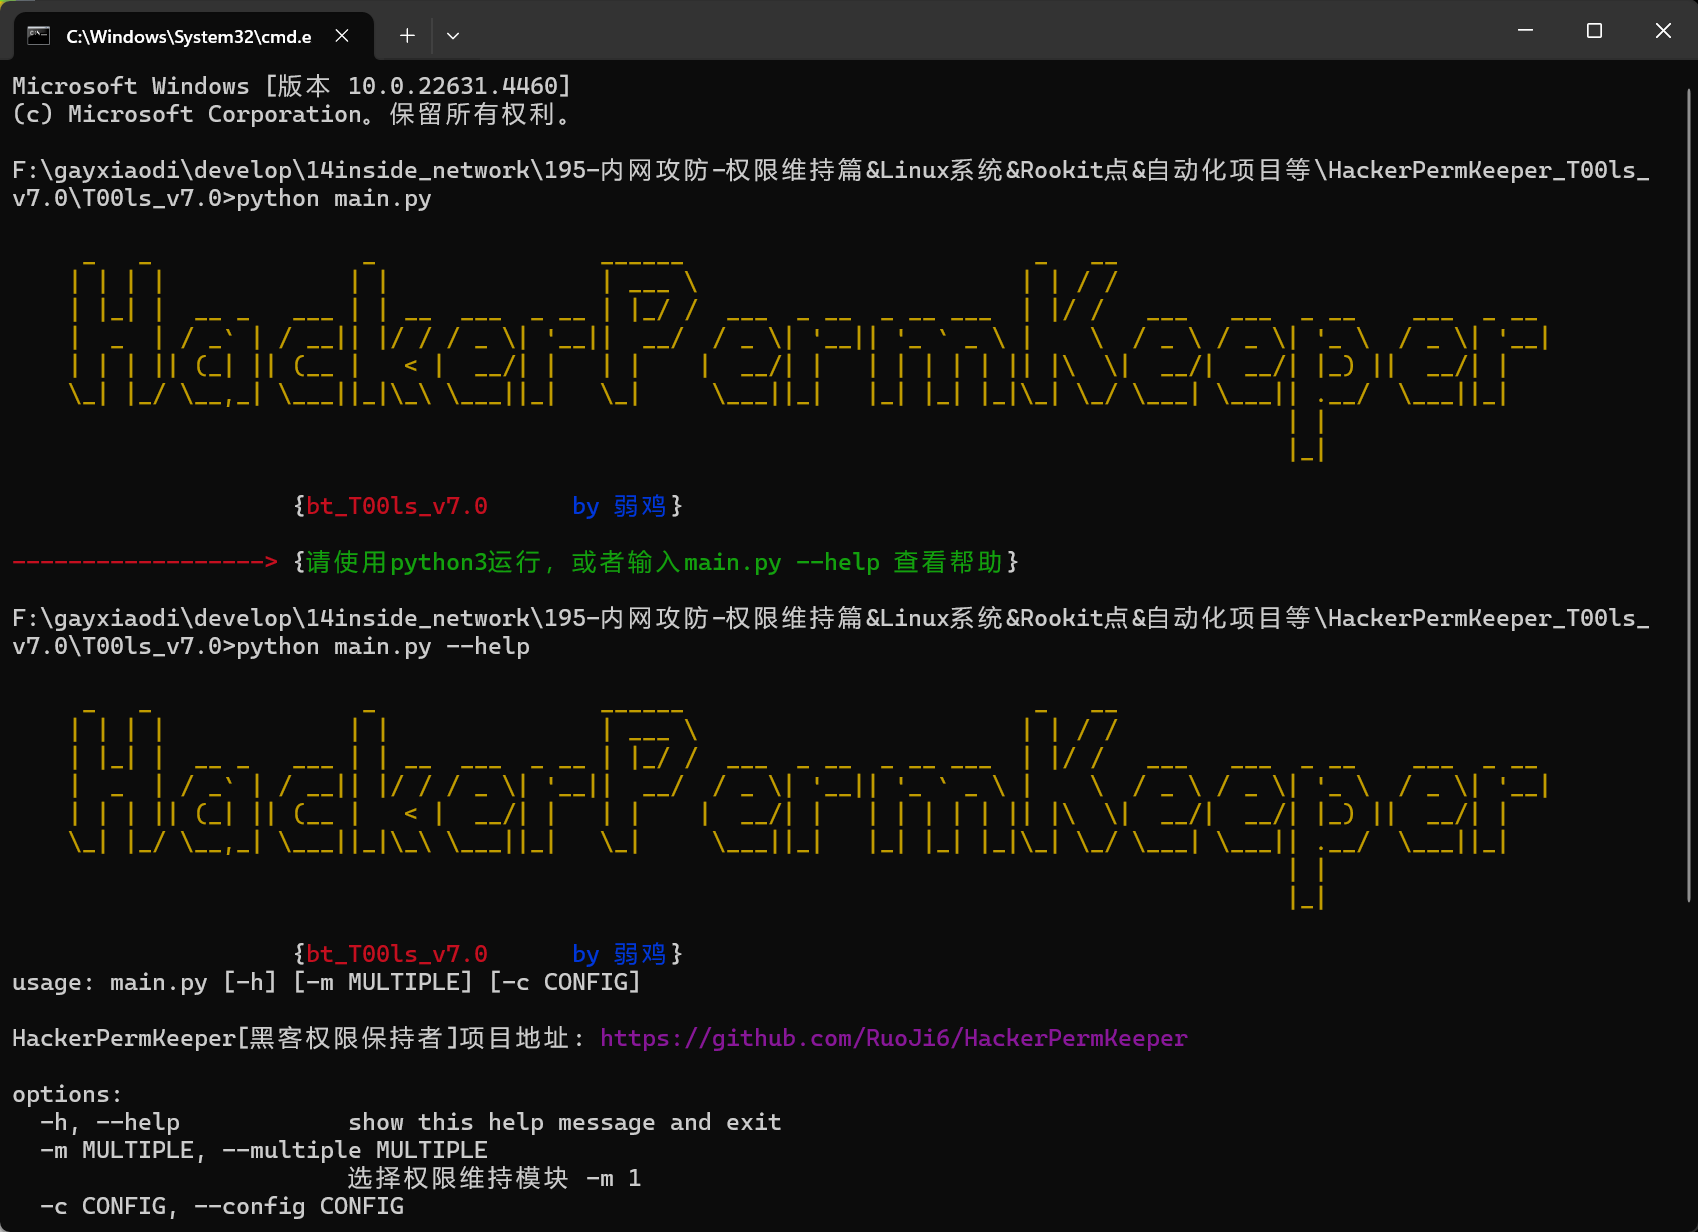 C:\Windows\System32\cmd.e
Microsoft Windows [版本 10.0.22631.4460]
(c) Microsoft Corporation。保留所有权利。
F:\gayxiaodi\develop\14inside_network\195-内网攻防-权限维持篇&Linux系统&Rookit点&自动化项目等\HackerPermKeeper_T00ls_
v7.0\T00ls_v7.0>python main.py
HackerPermKeeper
{bt_T00ls_v7.0 by 弱鸡}
------------------> {请使用python3运行, 或者输入main.py --help 查看帮助}
F:\gayxiaodi\develop\14inside_network\195-内网攻防-权限维持篇&Linux系统&Rookit点&自动化项目等\HackerPermKeeper_T00ls_
v7.0\T00ls_v7.0>python main.py --help
HackerPermKeeper
{bt_T00ls_v7.0 by 弱鸡}
usage: main.py [-h] [-m MULTIPLE] [-c CONFIG]
HackerPermKeeper[黑客权限保持者]项目地址: https://github.com/RuoJi6/HackerPermKeeper
options:
-h, --help show this help message and exit
-m MULTIPLE, --multiple MULTIPLE
选择权限维持模块 -m 1
-c CONFIG, --config CONFIG